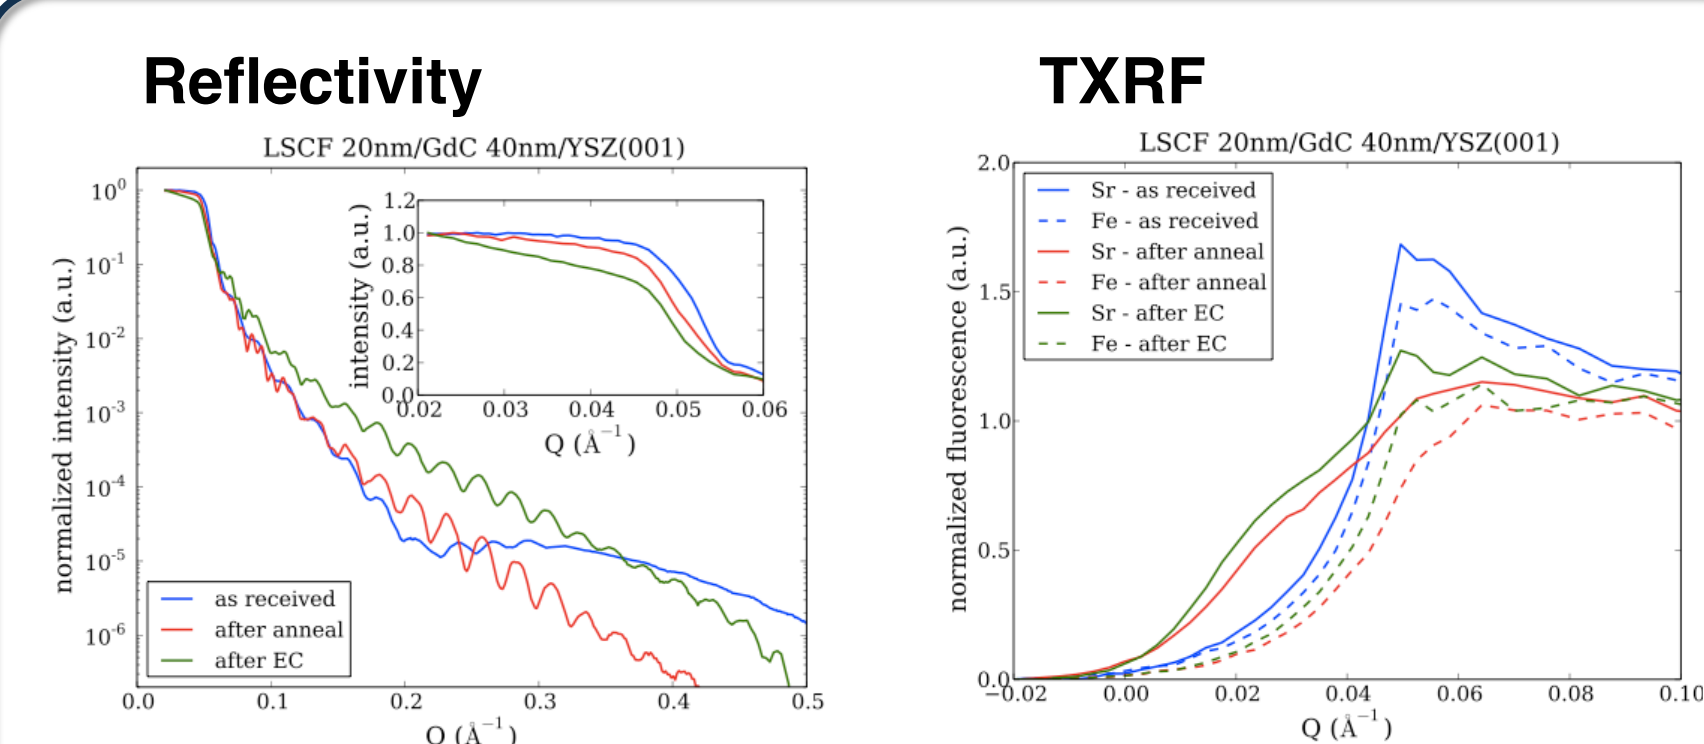 Reflectivity
LSCF 20nm/GdC 40nm/YSZ(001)
normalized intensity (a.u.)
10⁰
10⁻¹
10⁻²
10⁻³
10⁻⁴
10⁻⁵
10⁻⁶
0.0 0.1 0.2 0.3 0.4 0.5
Q (Å⁻¹)
intensity (a.u.)
1.2
1.0
0.8
0.6
0.4
0.2
0.0
0.02 0.03 0.04 0.05 0.06
Q (Å⁻¹)
as received
after anneal
after EC
TXRF
LSCF 20nm/GdC 40nm/YSZ(001)
normalized fluorescence (a.u.)
2.0
1.5
1.0
0.5
0.0
Sr - as received
Fe - as received
Sr - after anneal
Fe - after anneal
Sr - after EC
Fe - after EC
−0.02 0.00 0.02 0.04 0.06 0.08 0.10
Q (Å⁻¹)